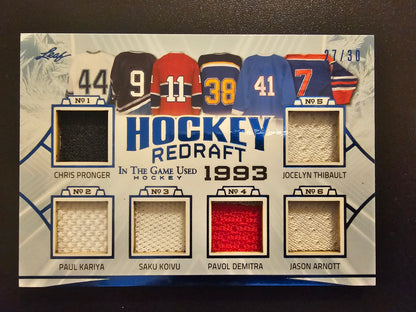 Leaf
27/30
44 9 11 38 41 7
Nº 1
Nº 5
HOCKEY
REDRAFT
CHRIS PRONGER
IN THE GAME USED
HOCKEY
1993
JOCELYN THIBAULT
Nº 2
Nº 3
Nº 4
Nº 6
PAUL KARIYA
SAKU KOIVU
PAVOL DEMITRA
JASON ARNOTT